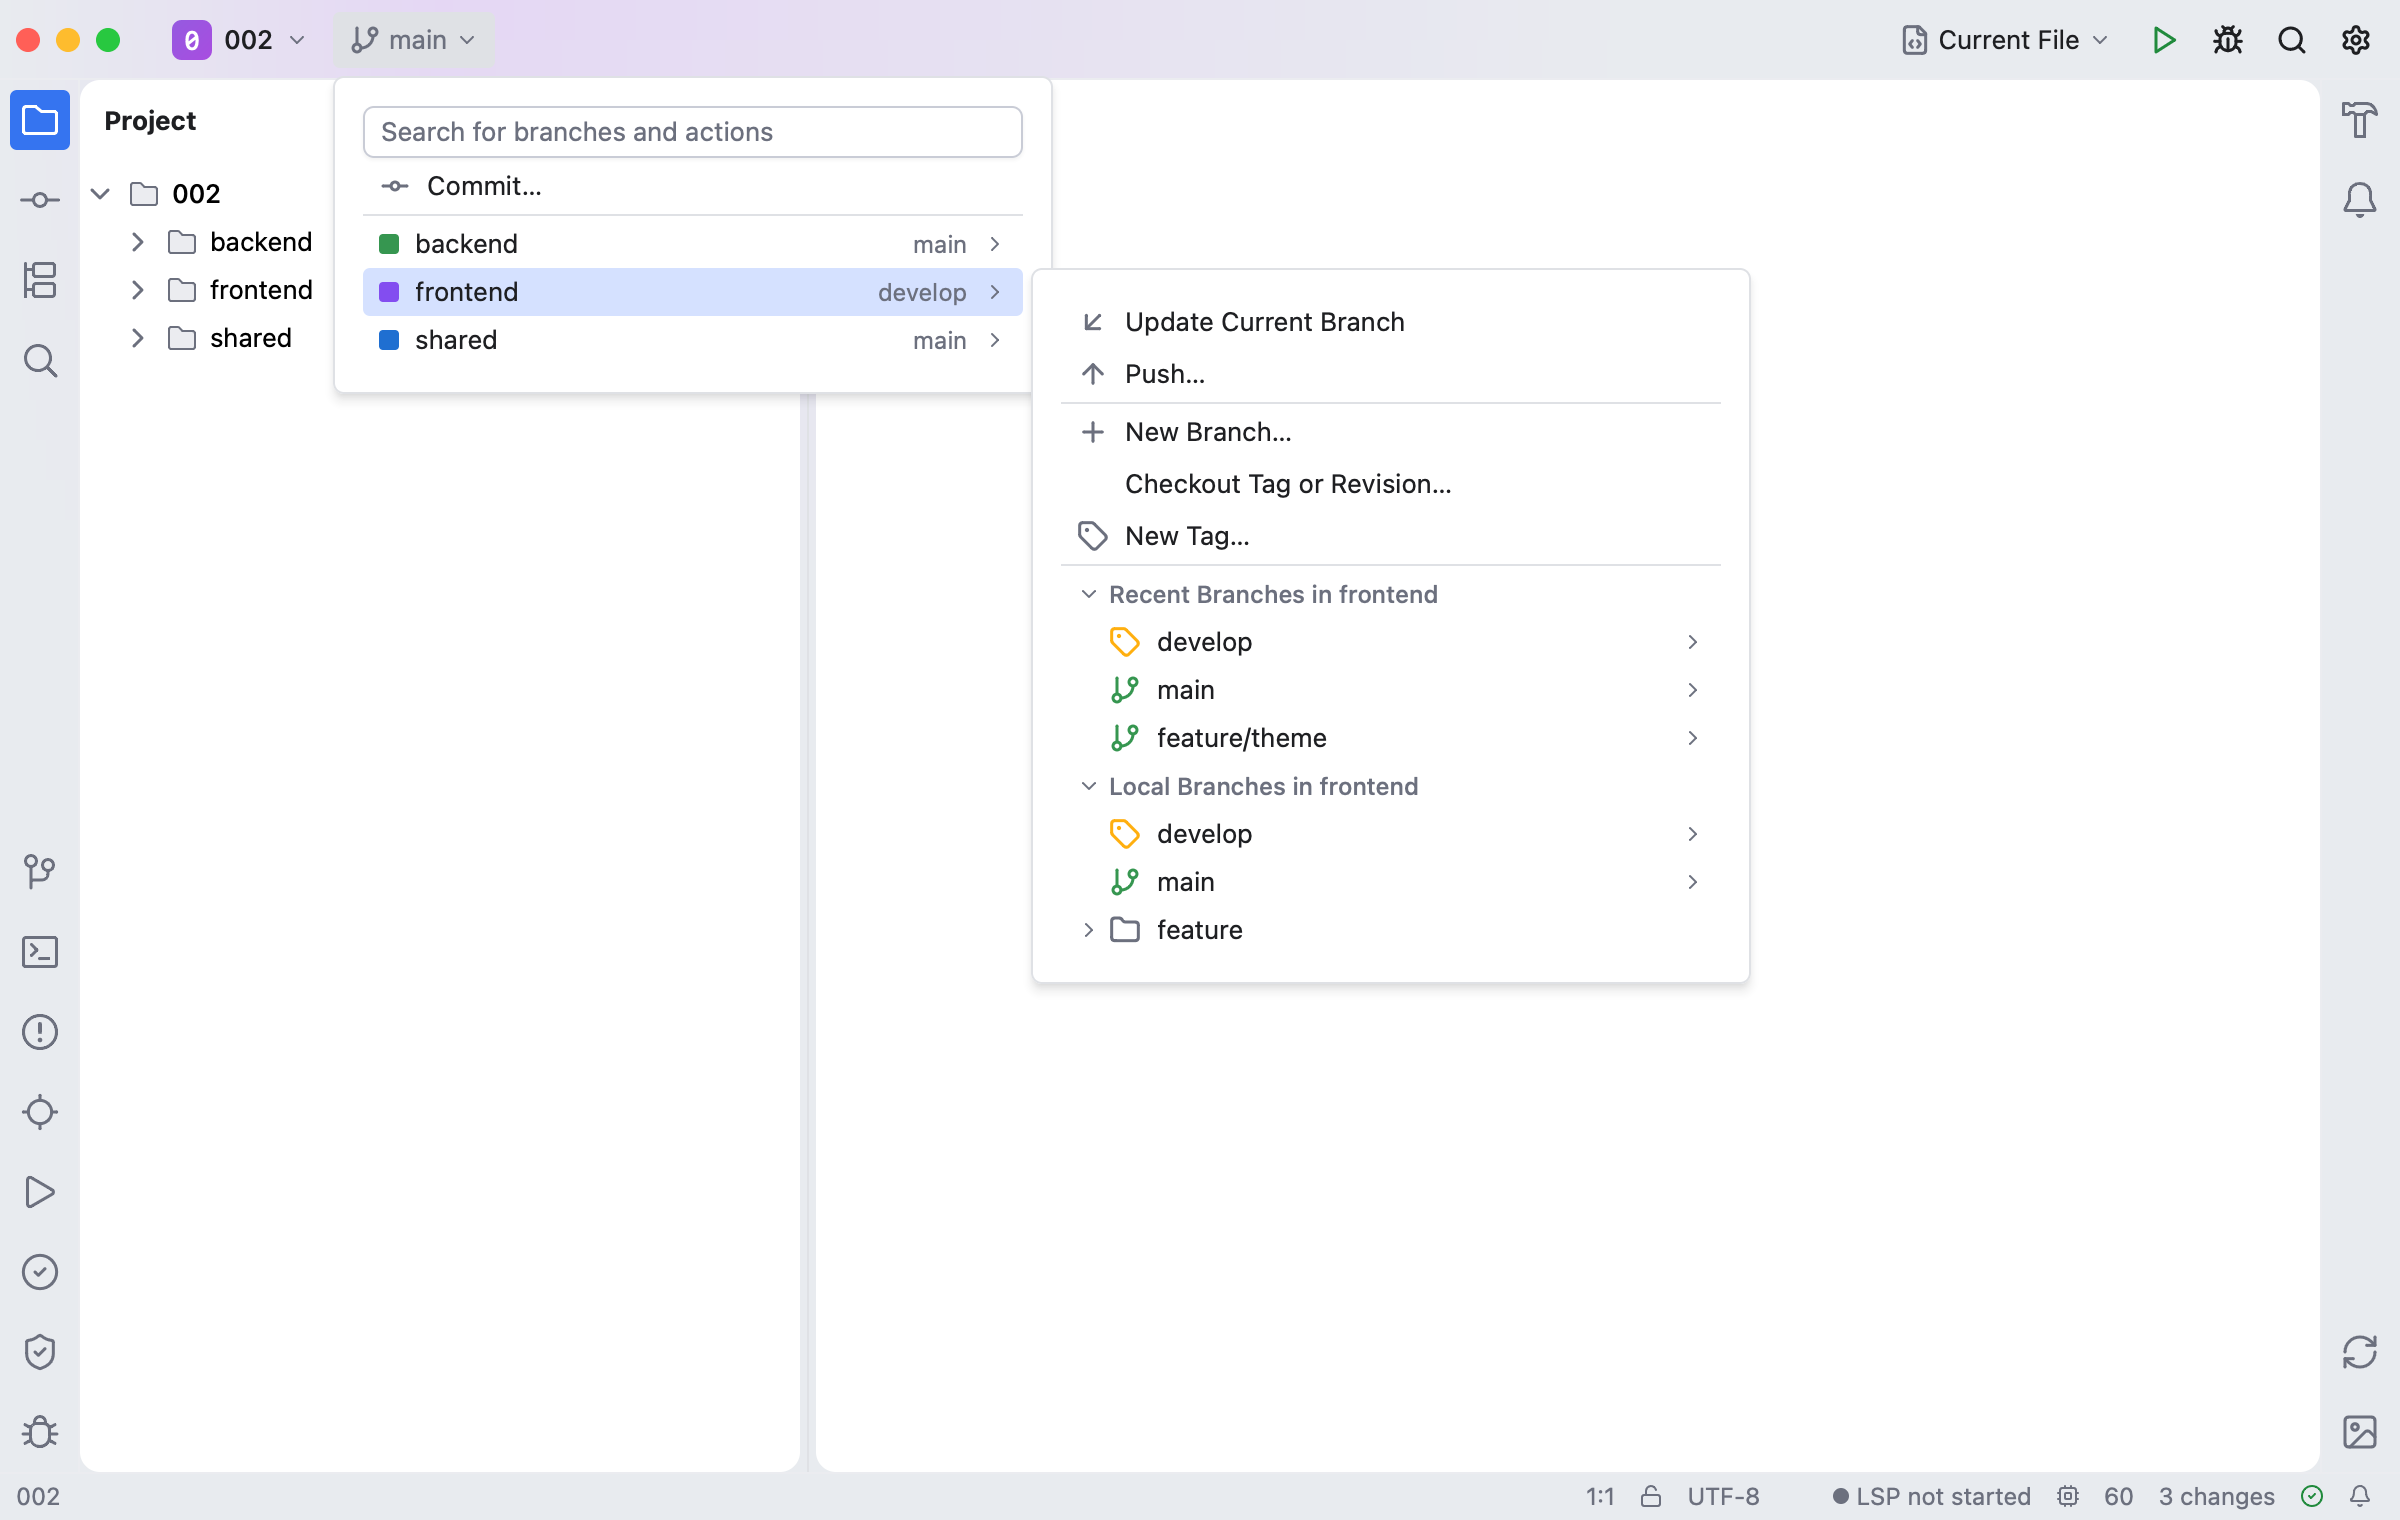 0 002 main Current File
Project
002
backend
frontend
shared
Search for branches and actions
Commit...
backend main
frontend develop
shared main
Update Current Branch
Push...
New Branch...
Checkout Tag or Revision...
New Tag...
Recent Branches in frontend
develop
main
feature/theme
Local Branches in frontend
develop
main
feature
002 1:1 UTF-8 LSP not started 60 3 changes